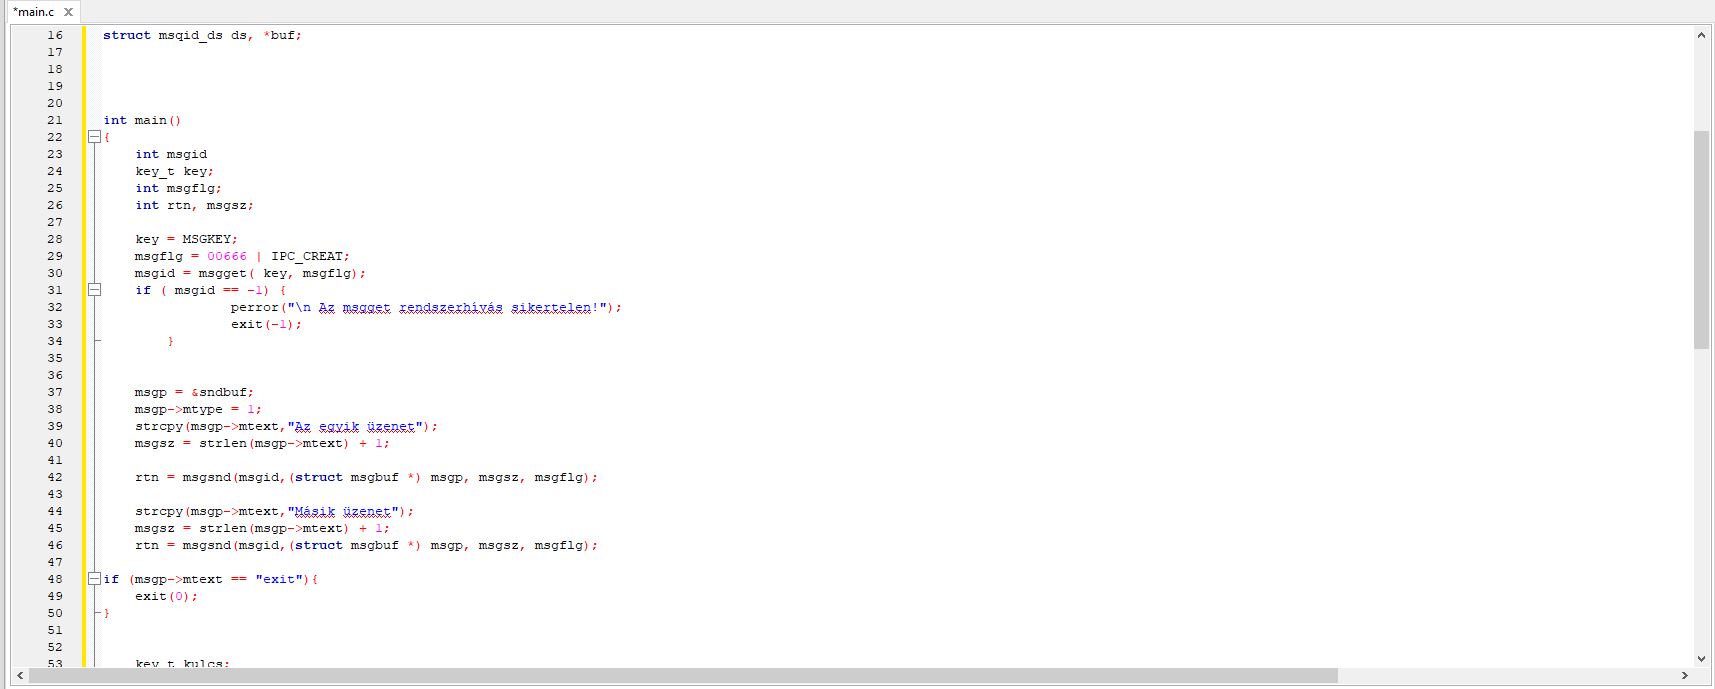 *main.c X
16 struct msqid_ds ds, *buf;
17
18
19
20
21 int main()
22 {
23 int msgid
24 key_t key;
25 int msgflg;
26 int rtn, msgsz;
27
28 key = MSGKEY;
29 msgflg = 00666 | IPC_CREAT;
30 msgid = msgget( key, msgflg);
31 if ( msgid == -1) {
32 perror("\n Az msgget rendszerhívás sikertelen!");
33 exit(-1);
34 }
35
36
37 msgp = &sndbuf;
38 msgp->mtype = 1;
39 strcpy(msgp->mtext,"Az egyik üzenet");
40 msgsz = strlen(msgp->mtext) + 1;
41
42 rtn = msgsnd(msgid,(struct msgbuf *) msgp, msgsz, msgflg);
43
44 strcpy(msgp->mtext,"Másik üzenet");
45 msgsz = strlen(msgp->mtext) + 1;
46 rtn = msgsnd(msgid,(struct msgbuf *) msgp, msgsz, msgflg);
47
48 if (msgp->mtext == "exit"){
49 exit(0);
50 }
51
52
53 key_t kulcs;